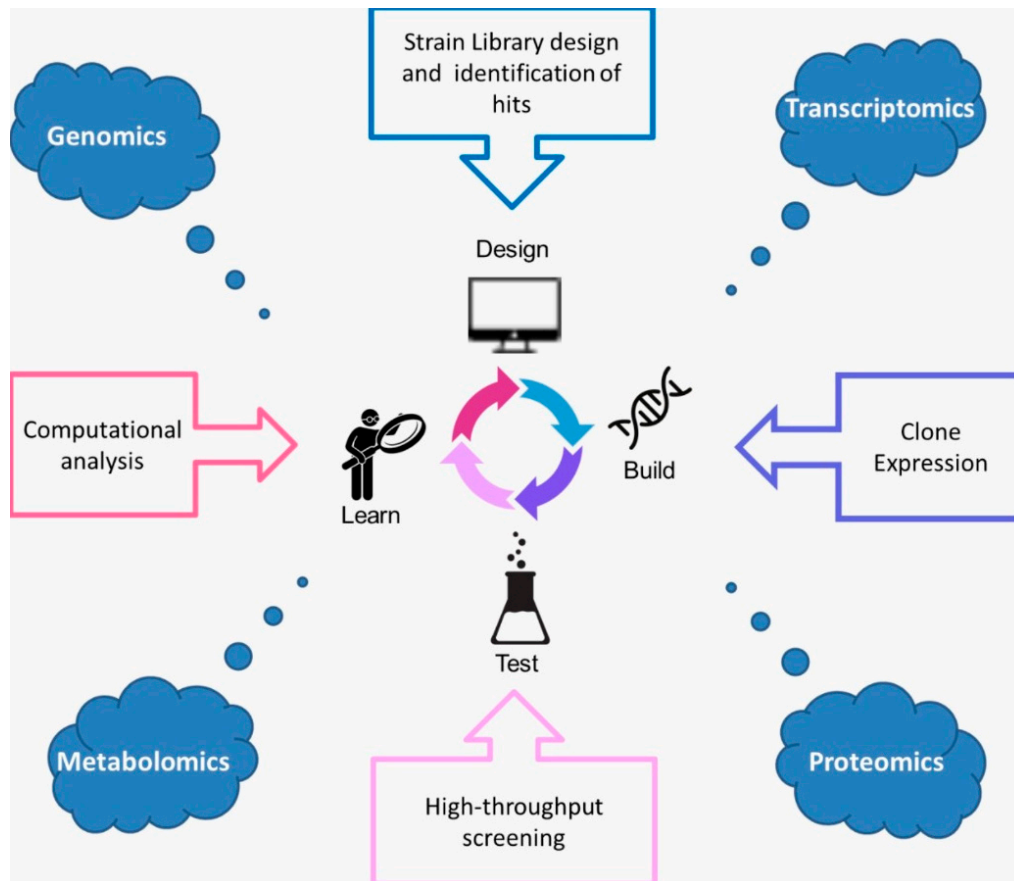 Strain Library design
and identification of
hits
Genomics
Transcriptomics
Design
Computational
analysis
Learn
Build
Clone
Expression
Test
Metabolomics
Proteomics
High-throughput
screening